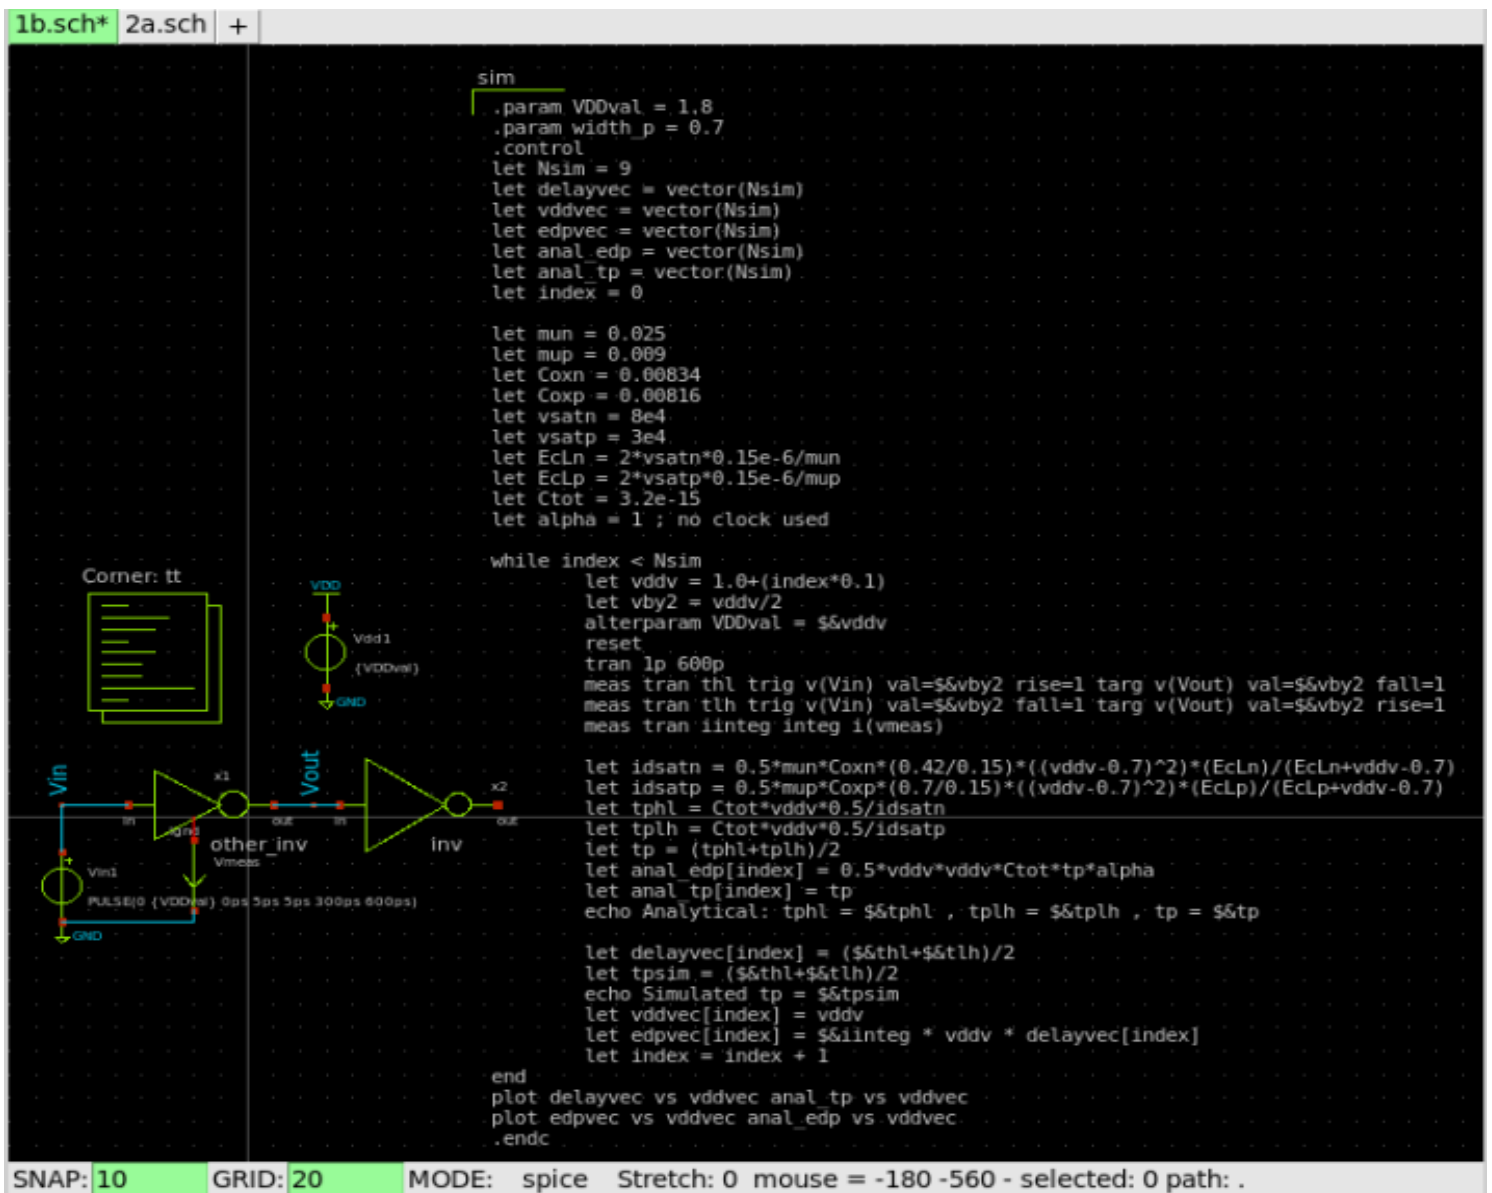 1b.sch* 2a.sch +
sim
.param VDDval = 1.8
.param width_p = 0.7
.control
let Nsim = 9
let delayvec = vector(Nsim)
let vddvec = vector(Nsim)
let edpvec = vector(Nsim)
let anal_edp = vector(Nsim)
let anal_tp = vector(Nsim)
let index = 0
let mun = 0.025
let mup = 0.009
let Coxn = 0.00834
let Coxp = 0.00816
let vsatn = 8e4
let vsatp = 3e4
let EcLn = 2*vsatn*0.15e-6/mun
let EcLp = 2*vsatp*0.15e-6/mup
let Ctot = 3.2e-15
let alpha = 1 ; no clock used
while index < Nsim
let vddv = 1.0+(index*0.1)
let vby2 = vddv/2
alterparam VDDval = $&vddv
reset
tran 1p 600p
meas tran thl trig v(Vin) val=$&vby2 rise=1 targ v(Vout) val=$&vby2 fall=1
meas tran tlh trig v(Vin) val=$&vby2 fall=1 targ v(Vout) val=$&vby2 rise=1
meas tran iinteg integ i(vmeas)
let idsatn = 0.5*mun*Coxn*(0.42/0.15)*((vddv-0.7)^2)*(EcLn)/(EcLn+vddv-0.7)
let idsatp = 0.5*mup*Coxp*(0.7/0.15)*((vddv-0.7)^2)*(EcLp)/(EcLp+vddv-0.7)
let tphl = Ctot*vddv*0.5/idsatn
let tplh = Ctot*vddv*0.5/idsatp
let tp = (tphl+tplh)/2
let anal_edp[index] = 0.5*vddv*vddv*Ctot*tp*alpha
let anal_tp[index] = tp
echo Analytical: tphl = $&tphl , tplh = $&tplh , tp = $&tp
let delayvec[index] = ($&thl+$&tlh)/2
let tpsim = ($&thl+$&tlh)/2
echo Simulated tp = $&tpsim
let vddvec[index] = vddv
let edpvec[index] = $&iinteg * vddv * delayvec[index]
let index = index + 1
end
plot delayvec vs vddvec anal_tp vs vddvec
plot edpvec vs vddvec anal_edp vs vddvec
.endc
Corner: tt
VDD
Vdd1
{VDDval}
GND
Vin
x1
Vout
x2
in
out
in
out
ignd
other_inv
inv
Vmeas
Vin1
PULSE(0 {VDDval} 0ps 5ps 5ps 300ps 600ps)
GND
SNAP: 10 GRID: 20 MODE: spice Stretch: 0 mouse = -180 -560 - selected: 0 path: .